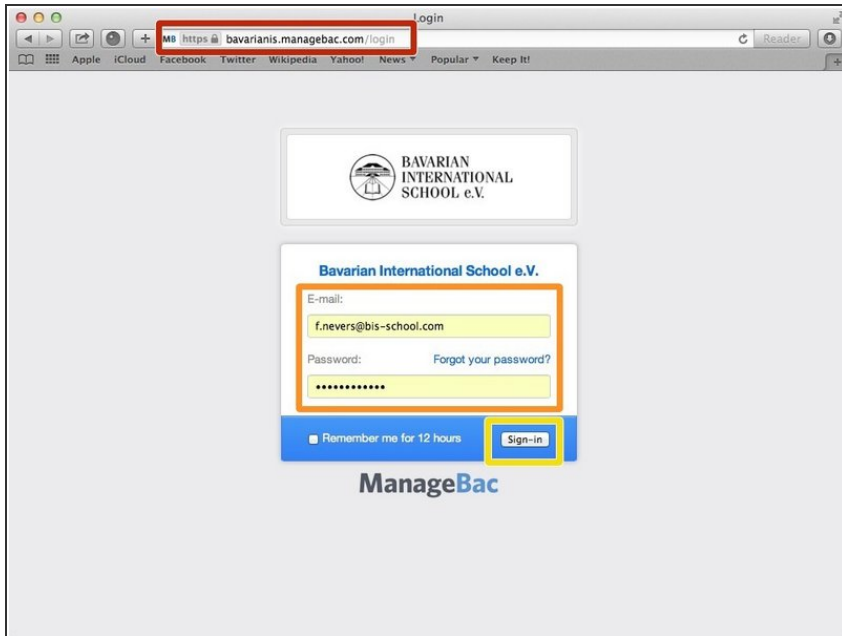 Login
MB https bavarianis.managebac.com/login
Reader
Apple iCloud Facebook Twitter Wikipedia Yahoo! News Popular Keep It!
BAVARIAN
INTERNATIONAL
SCHOOL e.V.
Bavarian International School e.V.
E-mail:
f.nevers@bis-school.com
Password: Forgot your password?
••••••••••••
Remember me for 12 hours Sign-in
ManageBac